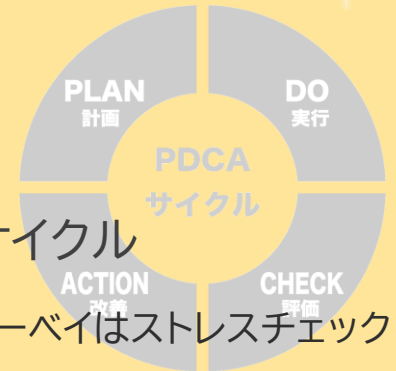 PLAN
計画
DO
実行
PDCA
サイクル
サイクル
ACTION
改善
CHECK
評価
ーベイはストレスチェック